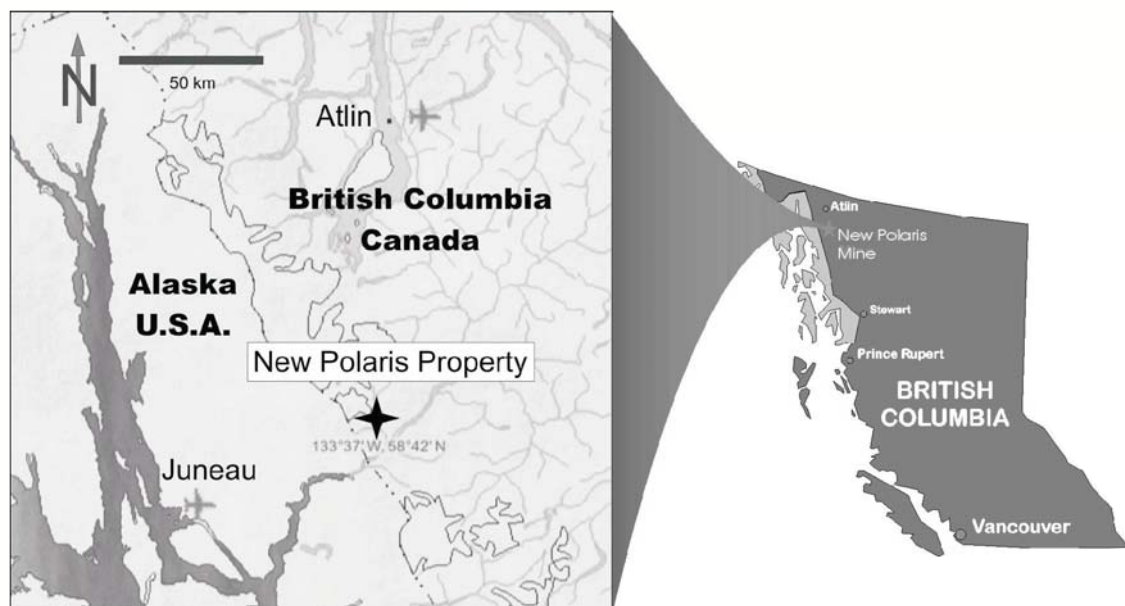 N
50 km
Atlin
British Columbia
Canada
Alaska
U.S.A.
New Polaris Property
133°37' W, 58°42' N
Juneau
Atlin
New Polaris
Mine
Stewart
Prince Rupert
BRITISH
COLUMBIA
Vancouver